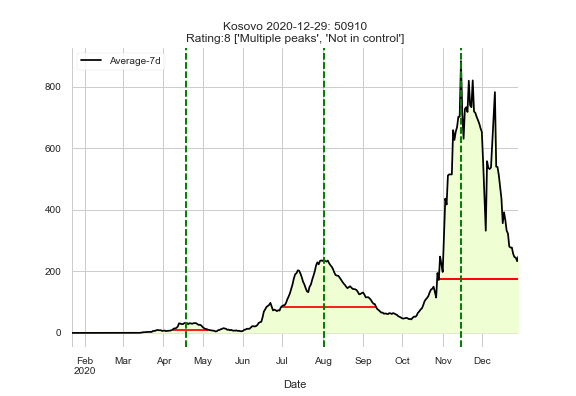 Kosovo 2020-12-29: 50910
Rating:8 ['Multiple peaks', 'Not in control']
Average-7d
800
600
400
200
0
Feb Mar Apr May Jun Jul Aug Sep Oct Nov Dec
2020
Date